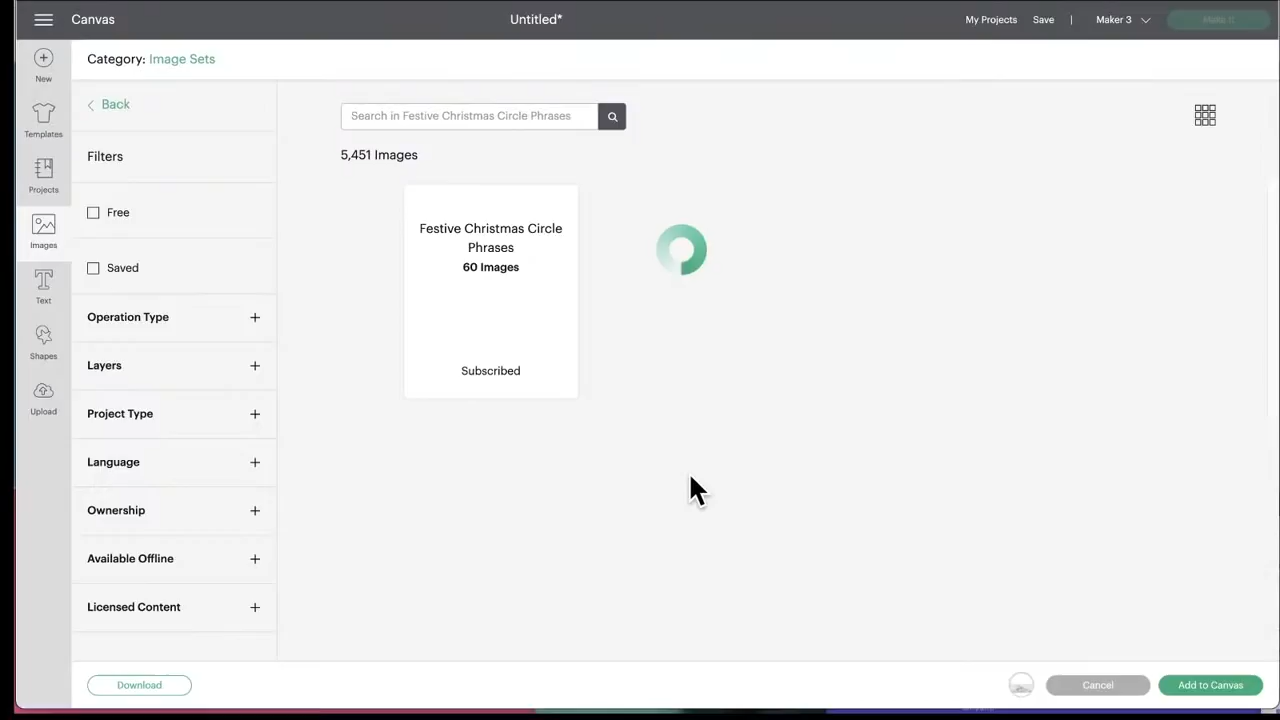 Canvas
Untitled*
My Projects
Save
|
Maker 3
Make It
New
Templates
Projects
Images
Text
Shapes
Upload
Category: Image Sets
Back
Filters
Free
Saved
Operation Type
Layers
Project Type
Language
Ownership
Available Offline
Licensed Content
Search in Festive Christmas Circle Phrases
5,451 Images
Festive Christmas Circle
Phrases
60 Images
Subscribed
Download
Cancel
Add to Canvas